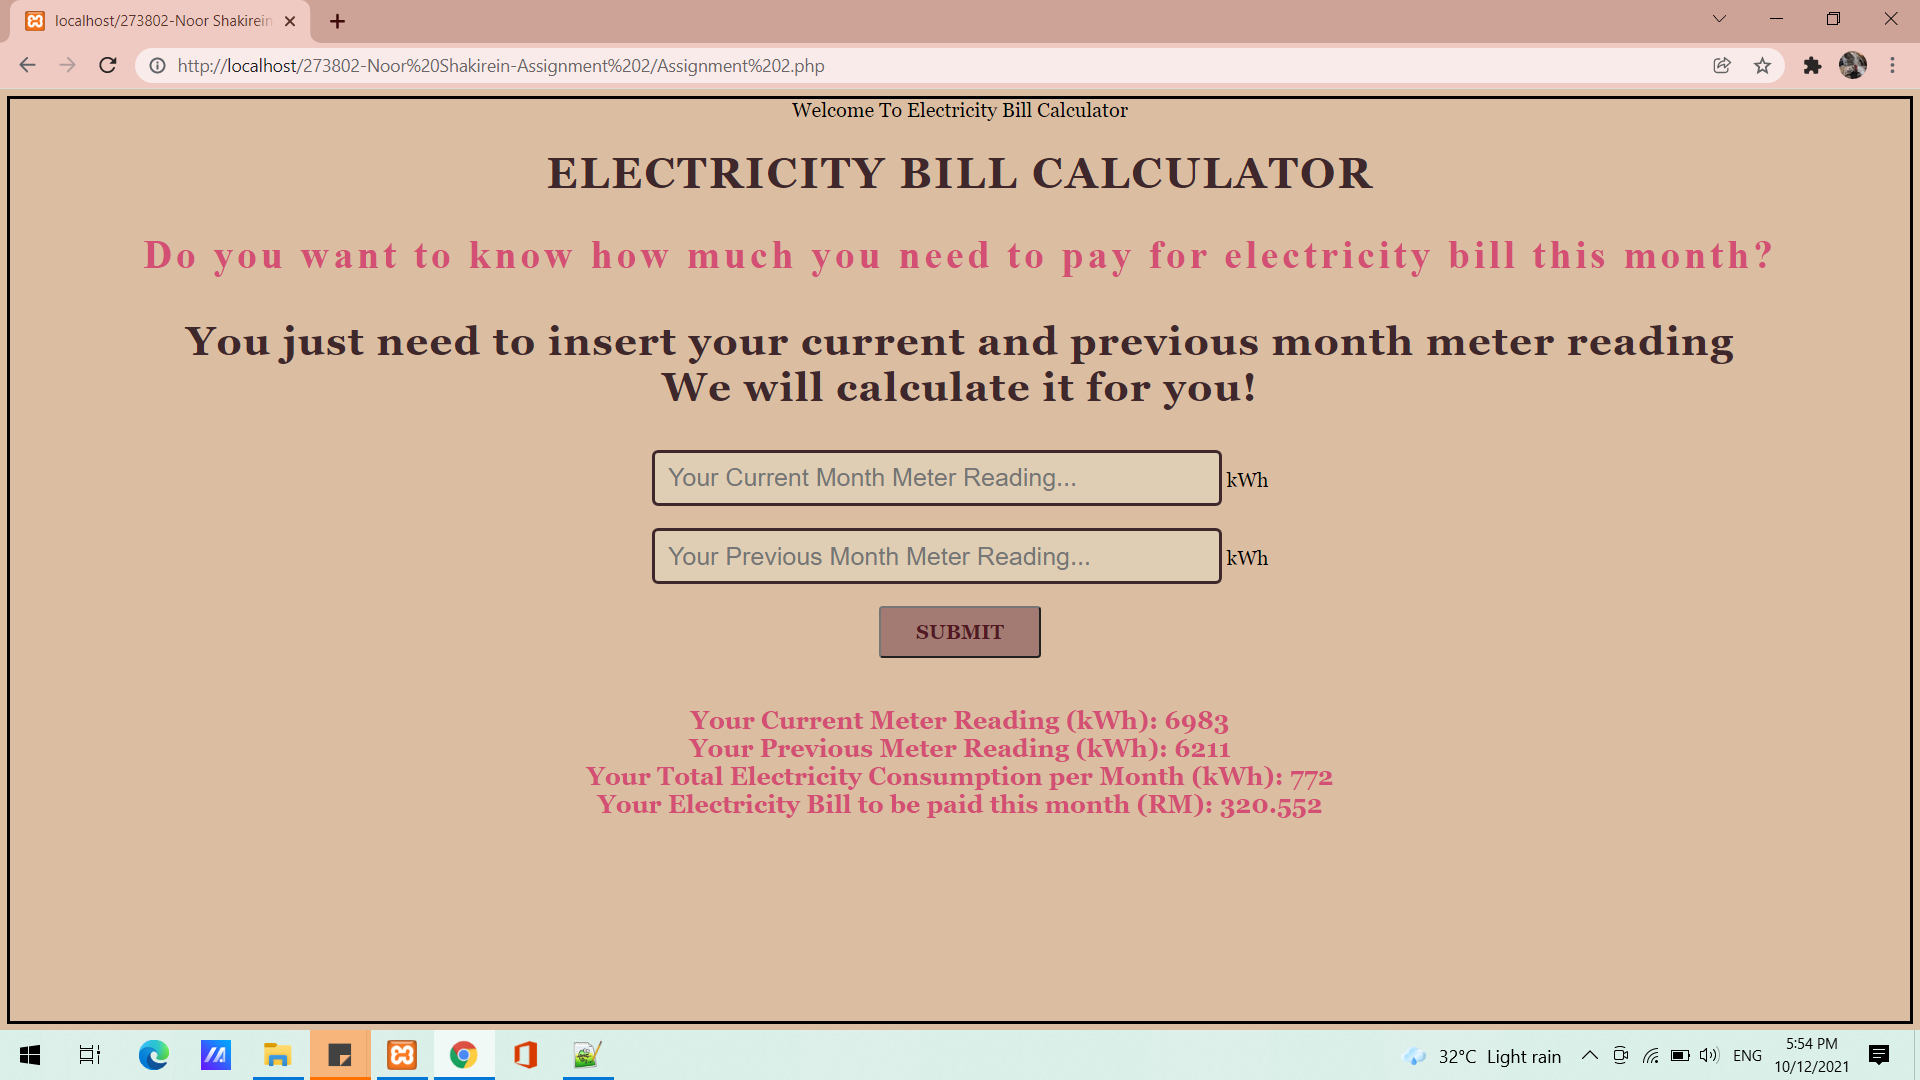 localhost/273802-Noor Shakirein
http://localhost/273802-Noor%20Shakirein-Assignment%202/Assignment%202.php
Welcome To Electricity Bill Calculator
ELECTRICITY BILL CALCULATOR
Do you want to know how much you need to pay for electricity bill this month?
You just need to insert your current and previous month meter reading
We will calculate it for you!
Your Current Month Meter Reading... kWh
Your Previous Month Meter Reading... kWh
SUBMIT
Your Current Meter Reading (kWh): 6983
Your Previous Meter Reading (kWh): 6211
Your Total Electricity Consumption per Month (kWh): 772
Your Electricity Bill to be paid this month (RM): 320.552
32°C Light rain
ENG
5:54 PM
10/12/2021